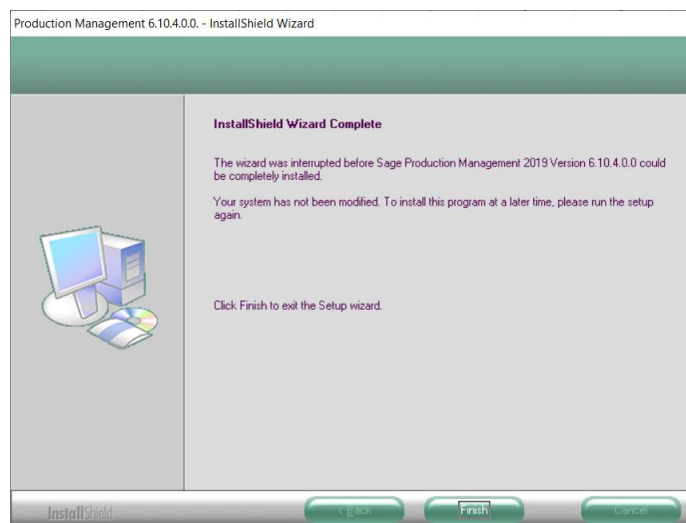 Production Management 6.10.4.0.0. - InstallShield Wizard
InstallShield Wizard Complete
The wizard was interrupted before Sage Production Management 2019 Version 6.10.4.0.0 could
be completely installed.
Your system has not been modified. To install this program at a later time, please run the setup
again.
Click Finish to exit the Setup wizard.
InstallShield
< Back
Finish
Cancel